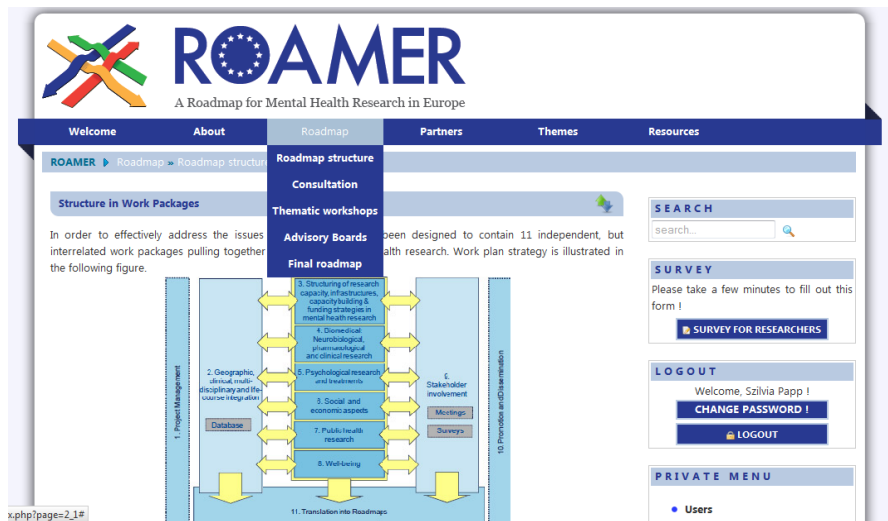 ROAMER
A Roadmap for Mental Health Research in Europe
Welcome
About
Roadmap
Partners
Themes
Resources
ROAMER
Roadmap » Roadmap structure
Roadmap structure
Consultation
Thematic workshops
Advisory Boards
Final roadmap
Structure in Work Packages
In order to effectively address the issues
been designed to contain 11 independent, but
interrelated work packages pulling together
health research. Work plan strategy is illustrated in
the following figure.
1. Project Management
2. Geographic,
clinical, multi-
disciplinary and life-
course integration
Database
3. Structuring of research
capacity, infrastructures,
capacity building &
funding strategies in
mental health research
4. Biomedical:
Neurobiological,
pharmacological
and clinical research
5. Psychological research
and treatments
6. Social and
economic aspects
7. Public health
research
8. Well-being
Stakeholder
involvement
Meetings
Surveys
10. Promotion and Dissemination
11. Translation into Roadmaps
SEARCH
search...
SURVEY
Please take a few minutes to fill out this
form !
SURVEY FOR RESEARCHERS
LOGOUT
Welcome, Szilvia Papp !
CHANGE PASSWORD !
LOGOUT
PRIVATE MENU
Users
x.php?page=2_1#